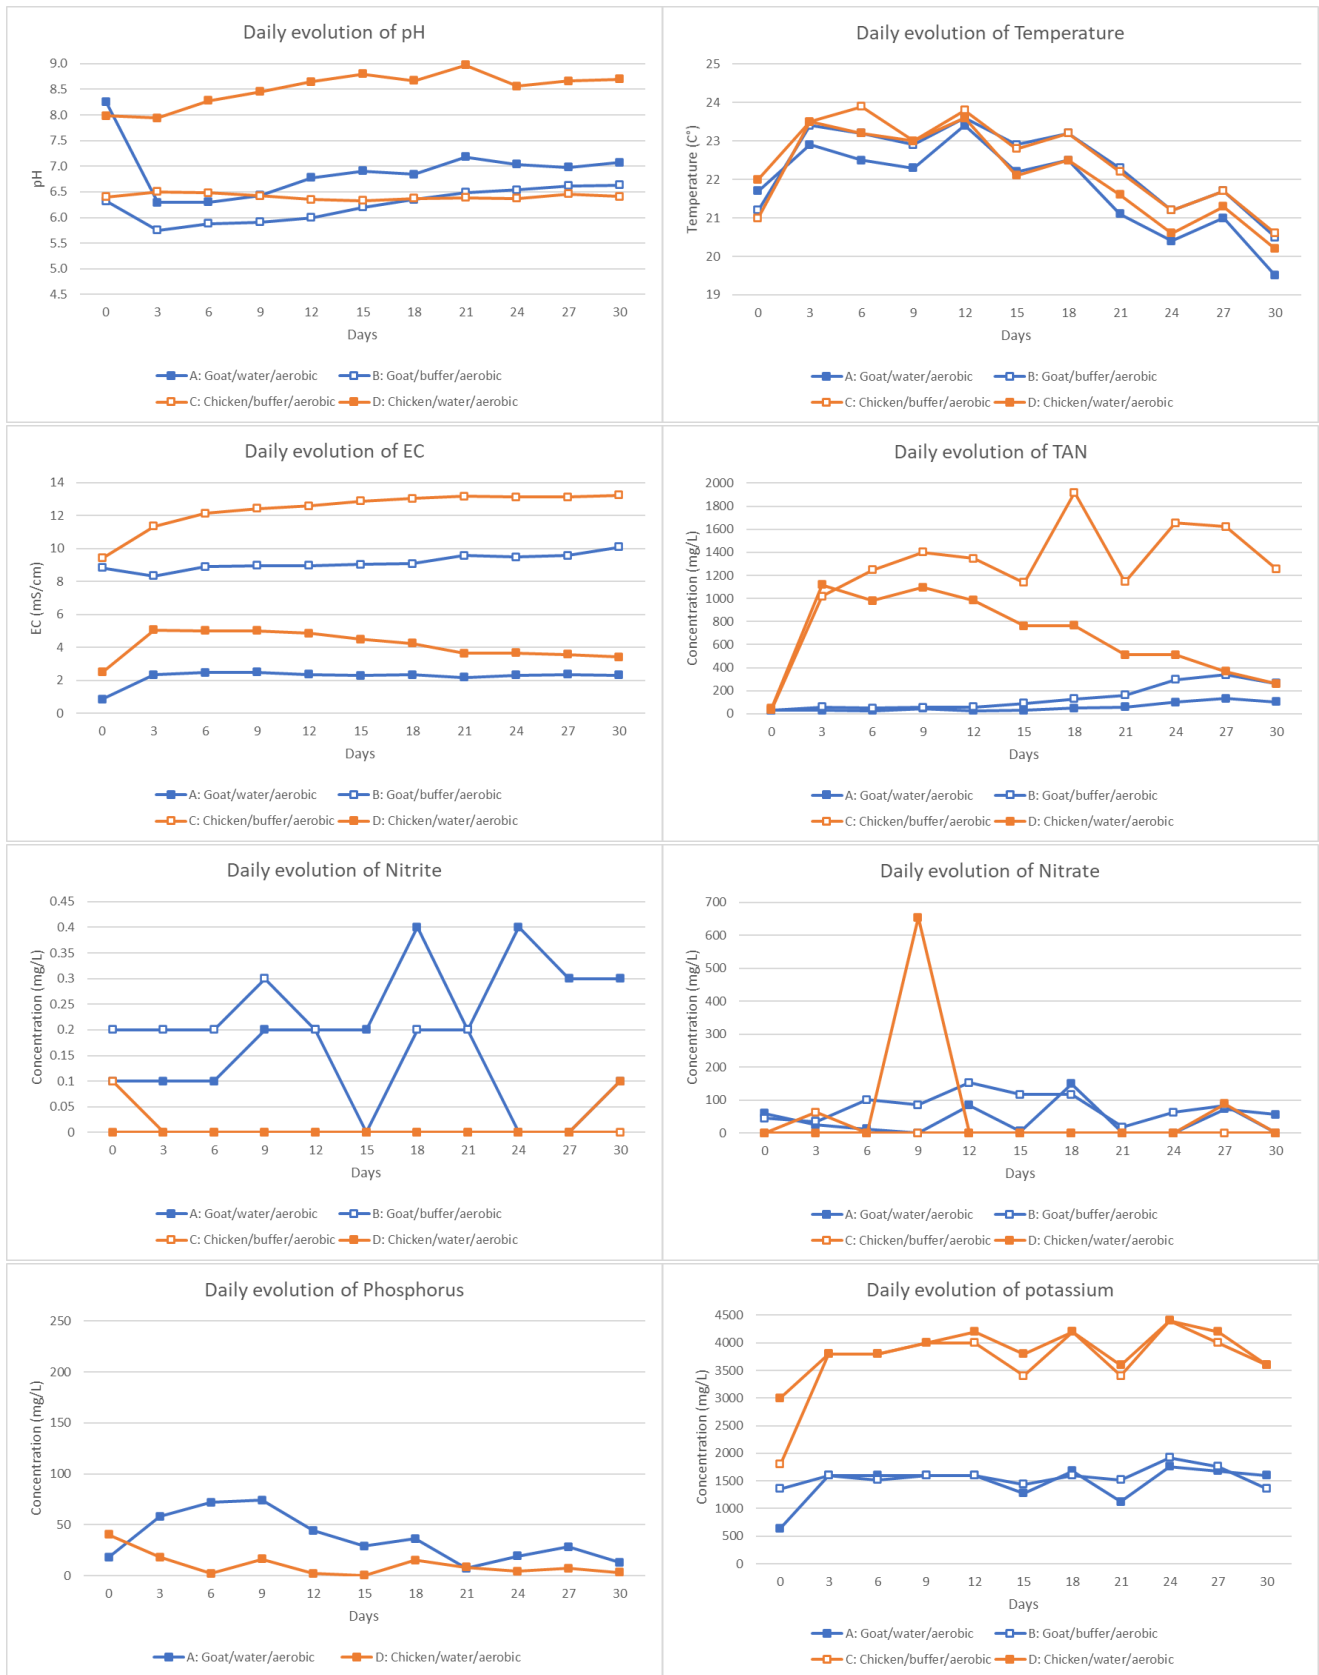 Daily evolution of pH
9.0
8.5
8.0
7.5
7.0
6.5
6.0
5.5
5.0
4.5
pH
0 3 6 9 12 15 18 21 24 27 30
Days
A: Goat/water/aerobic B: Goat/buffer/aerobic
C: Chicken/buffer/aerobic D: Chicken/water/aerobic
Daily evolution of Temperature
25
24
23
22
21
20
19
Temperature (C°)
0 3 6 9 12 15 18 21 24 27 30
Days
A: Goat/water/aerobic B: Goat/buffer/aerobic
C: Chicken/buffer/aerobic D: Chicken/water/aerobic
Daily evolution of EC
14
12
10
8
6
4
2
0
EC (mS/cm)
0 3 6 9 12 15 18 21 24 27 30
Days
A: Goat/water/aerobic B: Goat/buffer/aerobic
C: Chicken/buffer/aerobic D: Chicken/water/aerobic
Daily evolution of TAN
2000
1800
1600
1400
1200
1000
800
600
400
200
0
Concentration (mg/L)
0 3 6 9 12 15 18 21 24 27 30
Days
A: Goat/water/aerobic B: Goat/buffer/aerobic
C: Chicken/buffer/aerobic D: Chicken/water/aerobic
Daily evolution of Nitrite
0.45
0.4
0.35
0.3
0.25
0.2
0.15
0.1
0.05
0
Concentration (mg/L)
0 3 6 9 12 15 18 21 24 27 30
Days
A: Goat/water/aerobic B: Goat/buffer/aerobic
C: Chicken/buffer/aerobic D: Chicken/water/aerobic
Daily evolution of Nitrate
700
600
500
400
300
200
100
0
Concentration (mg/L)
0 3 6 9 12 15 18 21 24 27 30
Days
A: Goat/water/aerobic B: Goat/buffer/aerobic
C: Chicken/buffer/aerobic D: Chicken/water/aerobic
Daily evolution of Phosphorus
250
200
150
100
50
0
Concentration (mg/L)
0 3 6 9 12 15 18 21 24 27 30
Days
A: Goat/water/aerobic D: Chicken/water/aerobic
Daily evolution of potassium
4500
4000
3500
3000
2500
2000
1500
1000
500
0
Concentration (mg/L)
0 3 6 9 12 15 18 21 24 27 30
Days
A: Goat/water/aerobic B: Goat/buffer/aerobic
C: Chicken/buffer/aerobic D: Chicken/water/aerobic